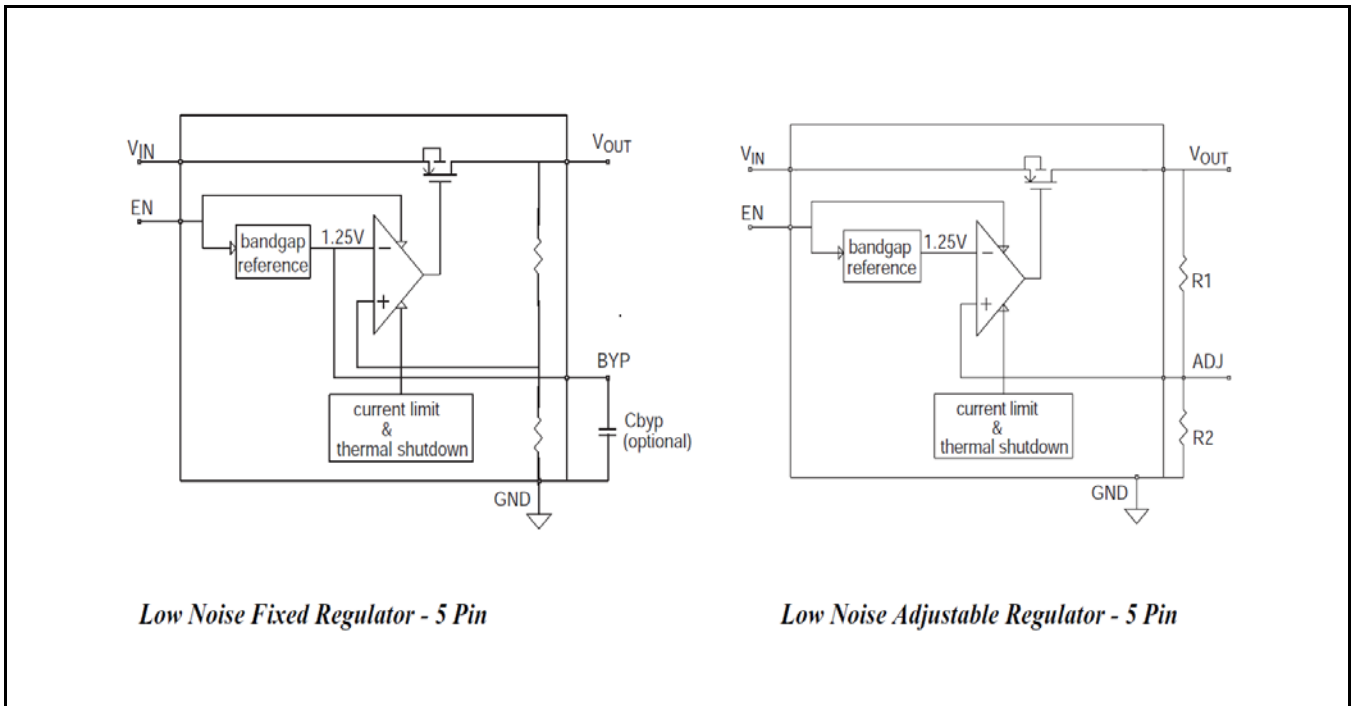 VIN
VOUT
EN
bandgap
reference
1.25V
−
+
BYP
current limit
&
thermal shutdown
Cbyp
(optional)
GND
Low Noise Fixed Regulator - 5 Pin
VIN
VOUT
EN
bandgap
reference
1.25V
−
+
R1
ADJ
current limit
&
thermal shutdown
R2
GND
Low Noise Adjustable Regulator - 5 Pin